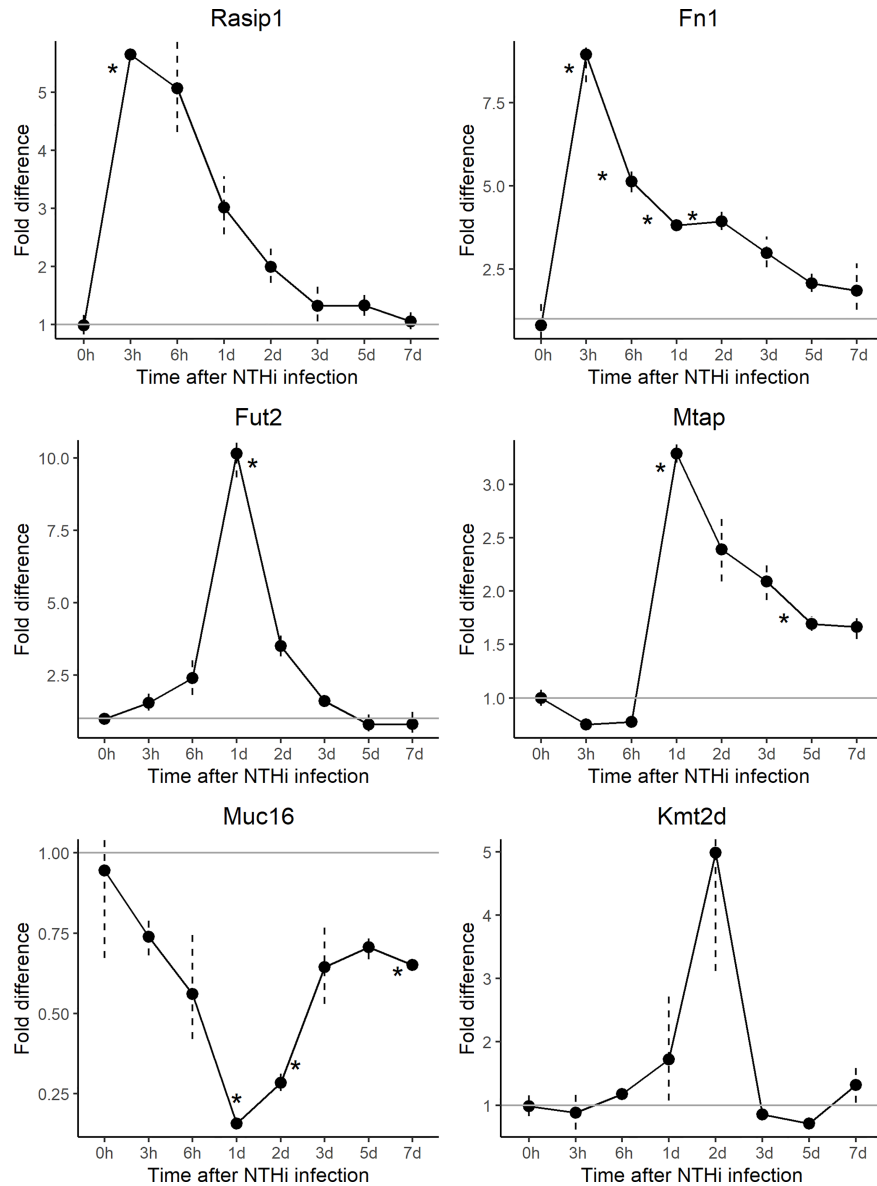 Rasip1
Fold difference
5
4
3
2
1
*
0h 3h 6h 1d 2d 3d 5d 7d
Time after NTHi infection
Fn1
Fold difference
7.5
5.0
2.5
*
*
* *
0h 3h 6h 1d 2d 3d 5d 7d
Time after NTHi infection
Fut2
Fold difference
10.0
7.5
5.0
2.5
*
0h 3h 6h 1d 2d 3d 5d 7d
Time after NTHi infection
Mtap
Fold difference
3.0
2.5
2.0
1.5
1.0
*
*
0h 3h 6h 1d 2d 3d 5d 7d
Time after NTHi infection
Muc16
Fold difference
1.00
0.75
0.50
0.25
*
*
*
0h 3h 6h 1d 2d 3d 5d 7d
Time after NTHi infection
Kmt2d
Fold difference
5
4
3
2
1
0h 3h 6h 1d 2d 3d 5d 7d
Time after NTHi infection